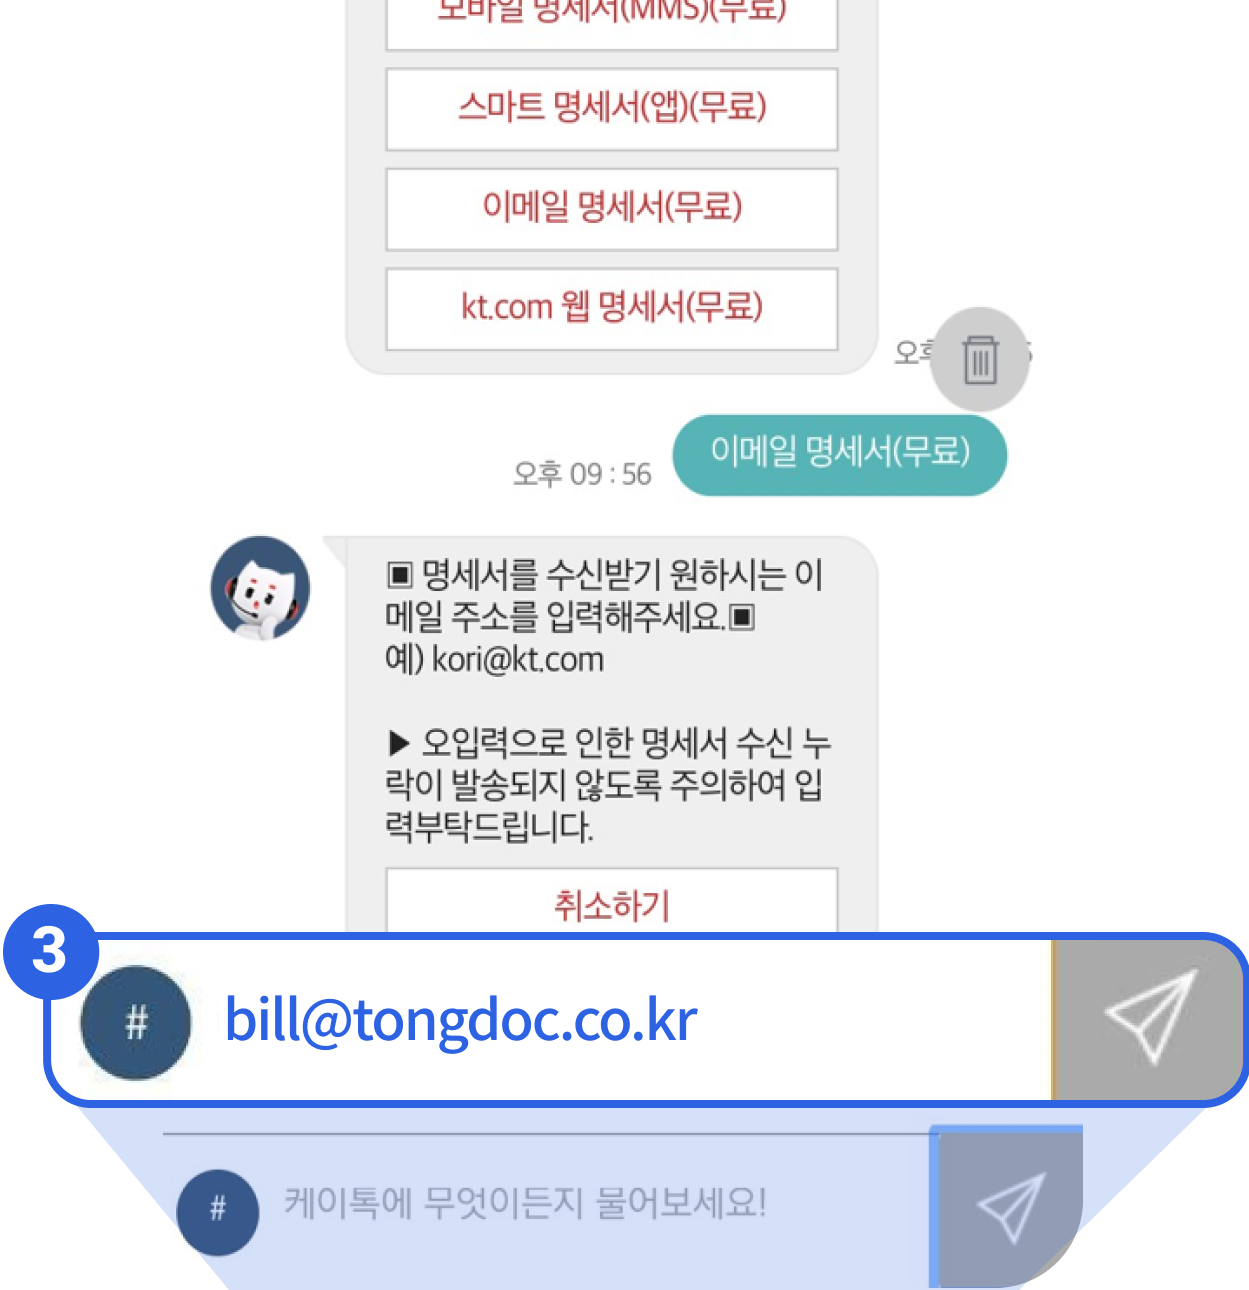 모바일 명세서(MMS)(무료)
스마트 명세서(앱)(무료)
이메일 명세서(무료)
kt.com 웹 명세서(무료)
오후
이메일 명세서(무료)
오후 09 : 56
▣ 명세서를 수신받기 원하시는 이
메일 주소를 입력해주세요.▣
예) kori@kt.com
▶ 오입력으로 인한 명세서 수신 누
락이 발송되지 않도록 주의하여 입
력부탁드립니다.
취소하기
3
# bill@tongdoc.co.kr
# 케이톡에 무엇이든지 물어보세요!